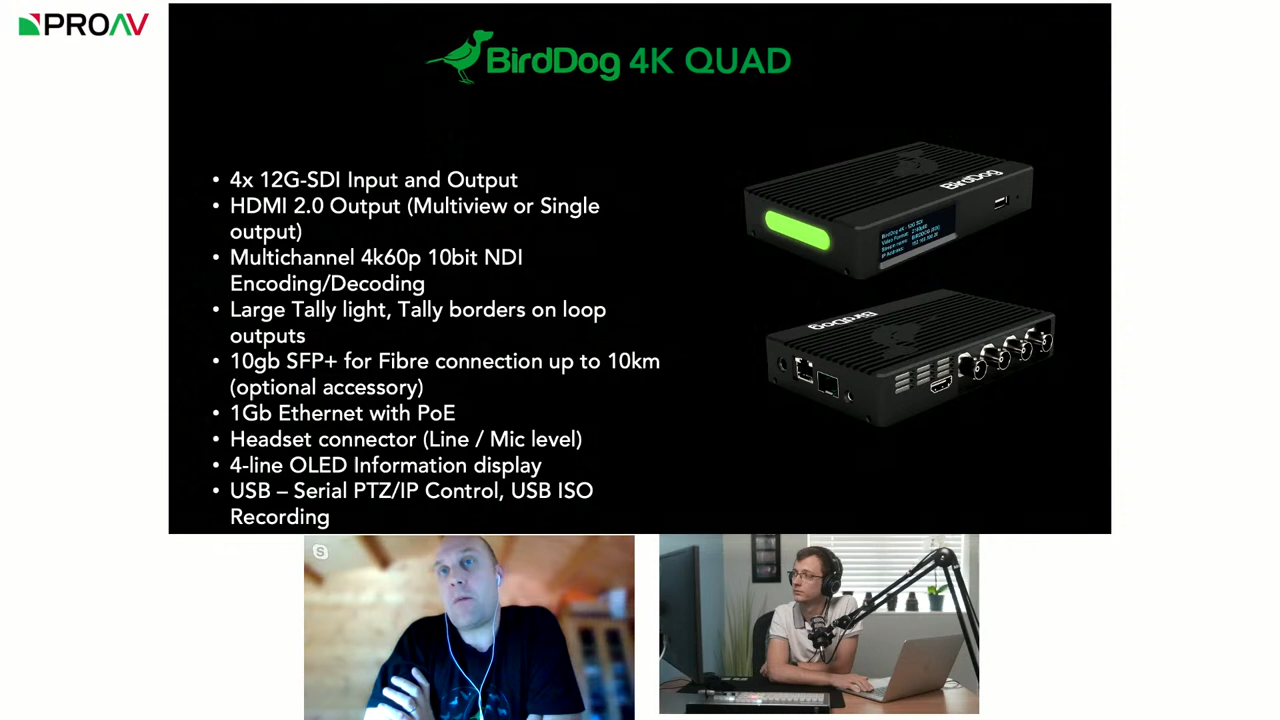 PROAV
BirdDog 4K QUAD
• 4x 12G-SDI Input and Output
• HDMI 2.0 Output (Multiview or Single
output)
• Multichannel 4k60p 10bit NDI
Encoding/Decoding
• Large Tally light, Tally borders on loop
outputs
• 10gb SFP+ for Fibre connection up to 10km
(optional accessory)
• 1Gb Ethernet with PoE
• Headset connector (Line / Mic level)
• 4-line OLED Information display
• USB – Serial PTZ/IP Control, USB ISO
Recording
BirdDog
BirdDog
S